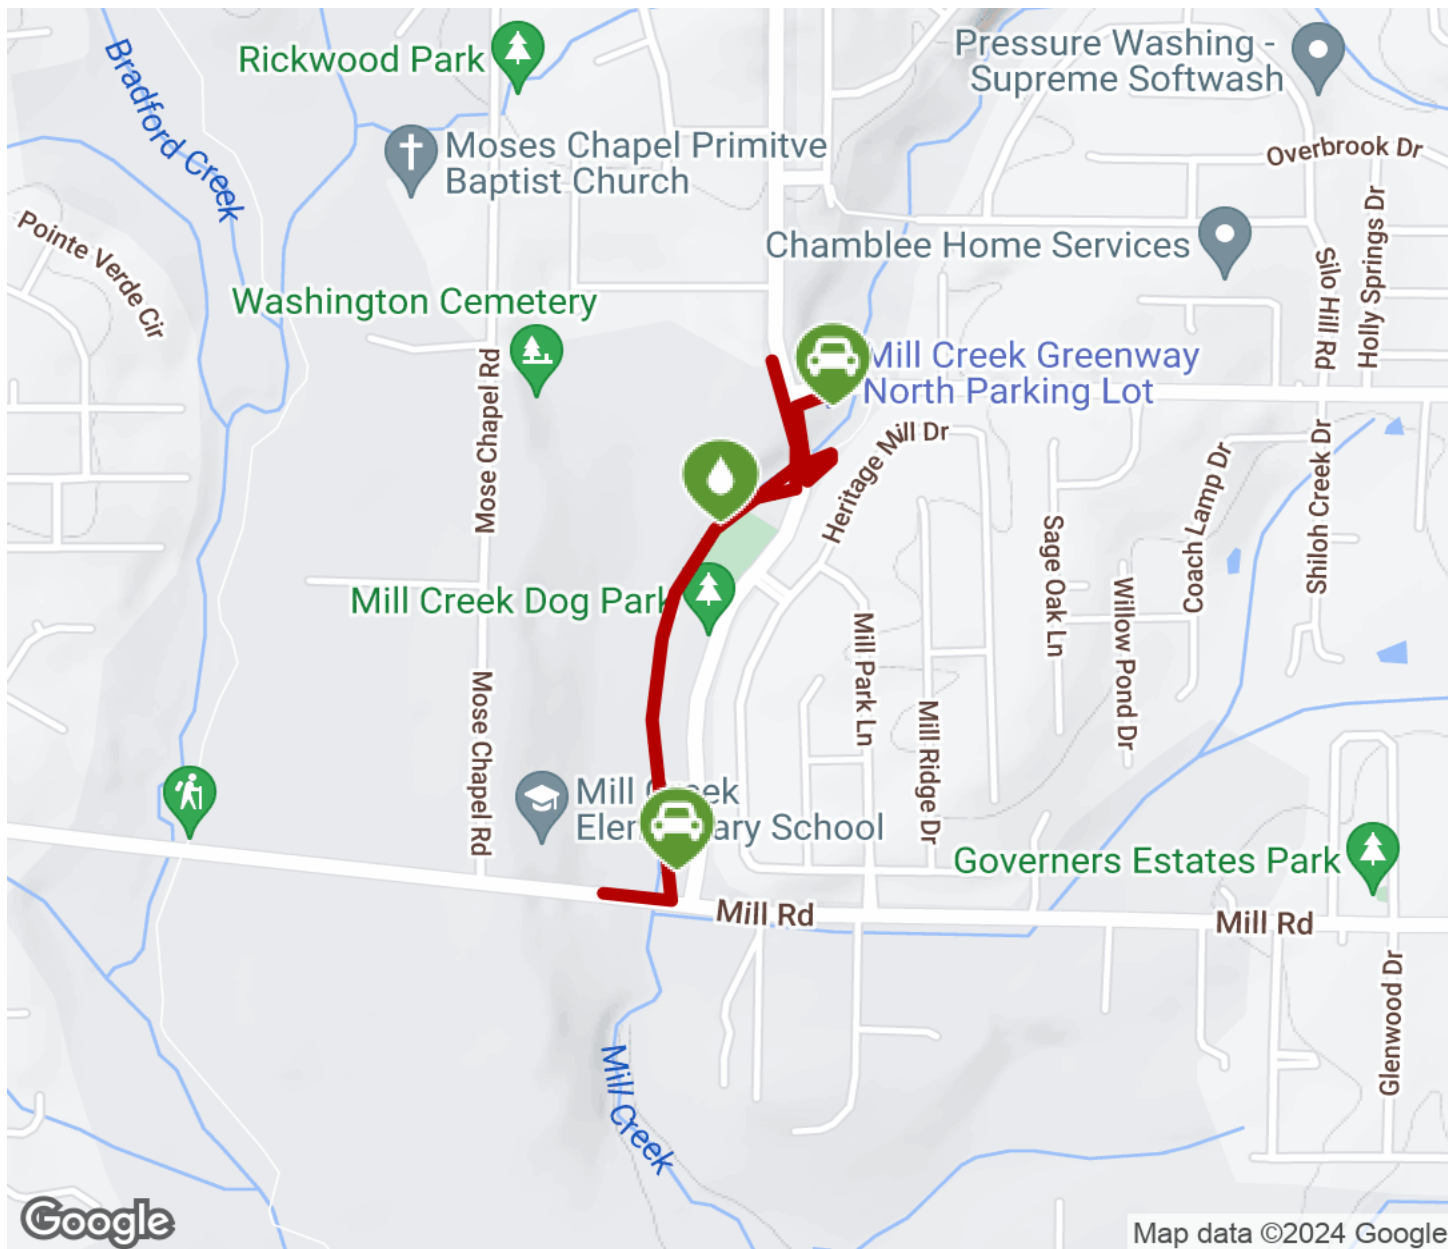 Bradford Creek
Rickwood Park
Pressure Washing -
Supreme Softwash
Moses Chapel Primitve
Baptist Church
Overbrook Dr
Pointe Verde Cir
Chamblee Home Services
Silo Hill Rd
Holly Springs Dr
Washington Cemetery
Mose Chapel Rd
Mill Creek Greenway
North Parking Lot
Heritage Mill Dr
Sage Oak Ln
Willow Pond Dr
Coach Lamp Dr
Shiloh Creek Dr
Mill Creek Dog Park
Mill Park Ln
Mose Chapel Rd
Mill Ridge Dr
Mill Creek
Elementary School
Governers Estates Park
Mill Rd
Mill Rd
Glenwood Dr
Mill Creek
Google
Map data ©2024 Google